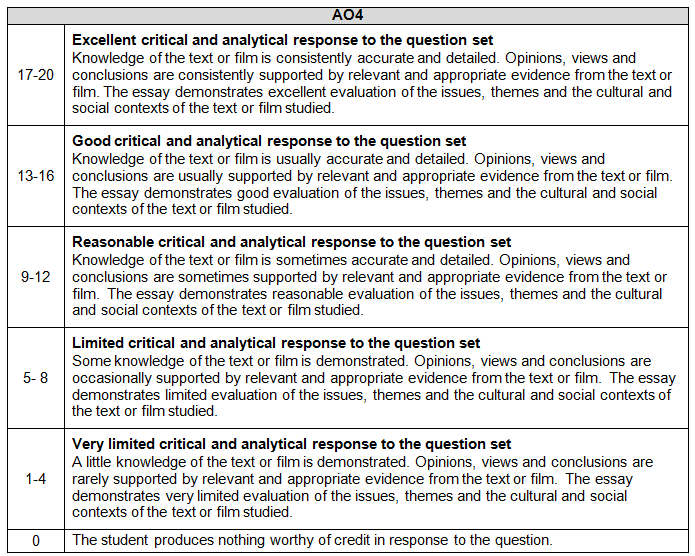 AO4
Excellent critical and analytical response to the question set
Knowledge of the text or film is consistently accurate and detailed. Opinions, views and
17-20
conclusions are consistently supported by relevant and appropriate evidence from the text or
film. The essay demonstrates excellent evaluation of the issues, themes and the cultural and
social contexts of the text or film studied.
Good critical and analytical response to the question set
Knowledge of the text or film is usually accurate and detailed. Opinions, views and
13-16
conclusions are usually supported by relevant and appropriate evidence from the text or film.
The essay demonstrates good evaluation of the issues, themes and the cultural and social
contexts of the text or film studied.
Reasonable critical and analytical response to the question set
Knowledge of the text or film is sometimes accurate and detailed. Opinions, views and
9-12
conclusions are sometimes supported by relevant and appropriate evidence from the text or
film. The essay demonstrates reasonable evaluation of the issues, themes and the cultural
and social contexts of the text or film studied.
Limited critical and analytical response to the question set
Some knowledge of the text or film is demonstrated. Opinions, views and conclusions are
5- 8
occasionally supported by relevant and appropriate evidence from the text or film. The essay
demonstrates limited evaluation of the issues, themes and the cultural and social contexts of
the text or film studied.
Very limited critical and analytical response to the question set
A little knowledge of the text or film is demonstrated. Opinions, views and conclusions are
1-4
rarely supported by relevant and appropriate evidence from the text or film. The essay
demonstrates very limited evaluation of the issues, themes and the cultural and social
contexts of the text or film studied.
0
The student produces nothing worthy of credit in response to the question.